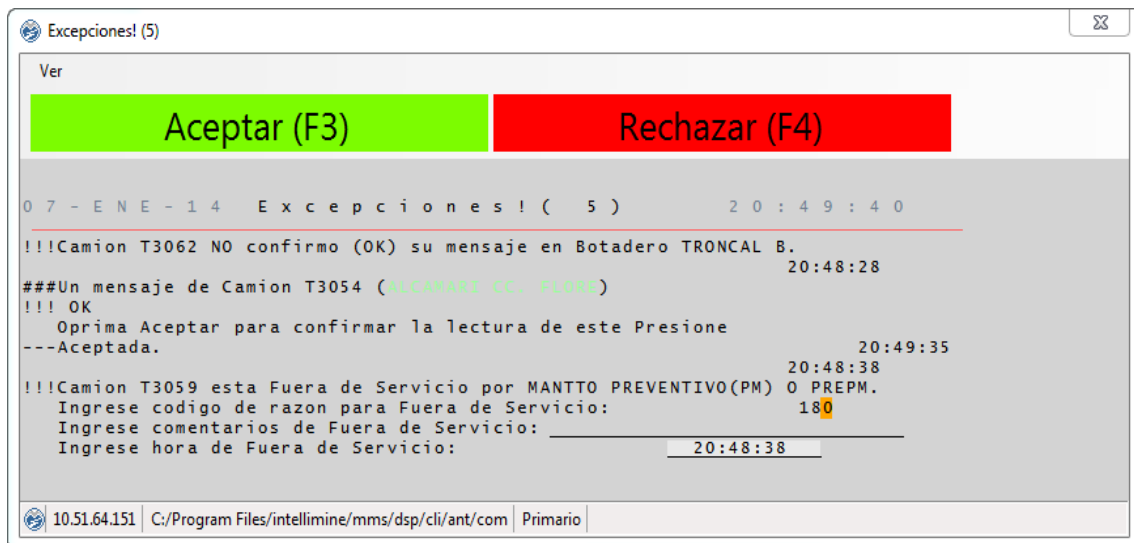 Excepciones! (5)
Ver
Aceptar (F3) Rechazar (F4)
07-ENE-14 Excepciones!( 5) 20:49:40
!!!Camion T3062 NO confirmo (OK) su mensaje en Botadero TRONCAL B.
20:48:28
###Un mensaje de Camion T3054 ( )
!!! OK
Oprima Aceptar para confirmar la lectura de este Presione
---Aceptada. 20:49:35
20:48:38
!!!Camion T3059 esta Fuera de Servicio por MANTTO PREVENTIVO(PM) O PREPM.
Ingrese codigo de razon para Fuera de Servicio: 180
Ingrese comentarios de Fuera de Servicio:
Ingrese hora de Fuera de Servicio: 20:48:38
10.51.64.151 C:/Program Files/intellimine/mms/dsp/cli/ant/com Primario